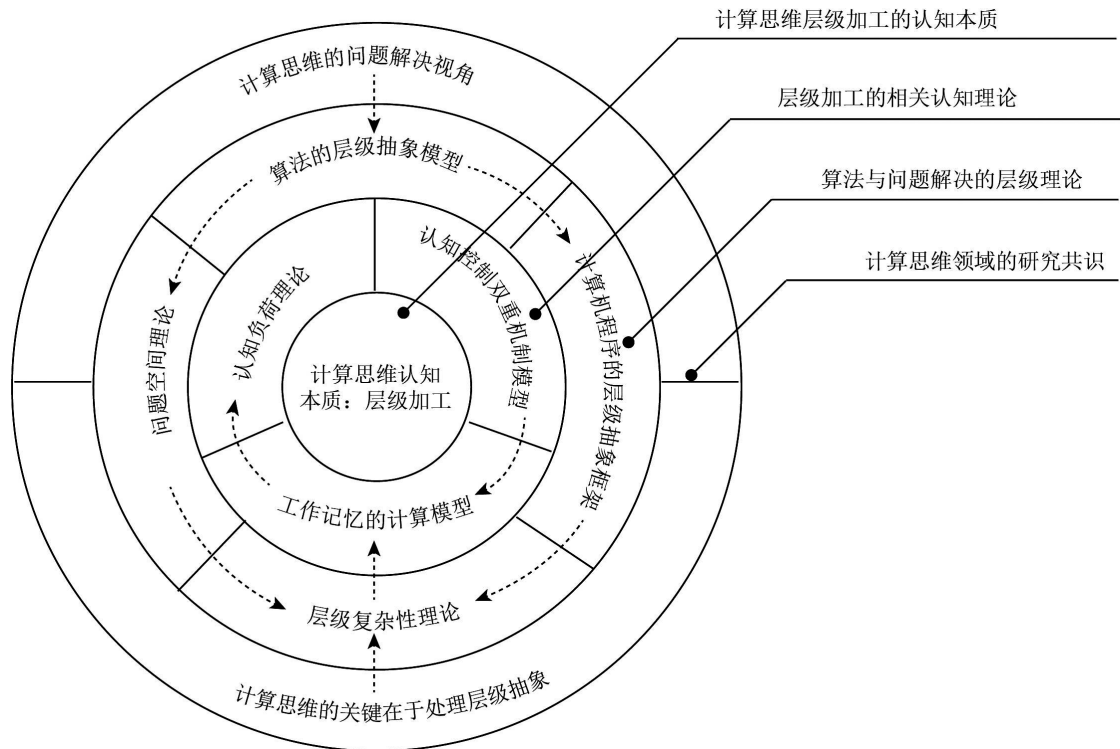 计算思维层级加工的认知本质
层级加工的相关认知理论
算法与问题解决的层级理论
计算思维领域的研究共识
计算思维的问题解决视角
算法的层级抽象模型
计算机程序的层级抽象框架
问题空间理论
层级复杂性理论
认知控制双重机制模型
认知负荷理论
工作记忆的计算模型
计算思维认知
本质：层级加工
计算思维的关键在于处理层级抽象